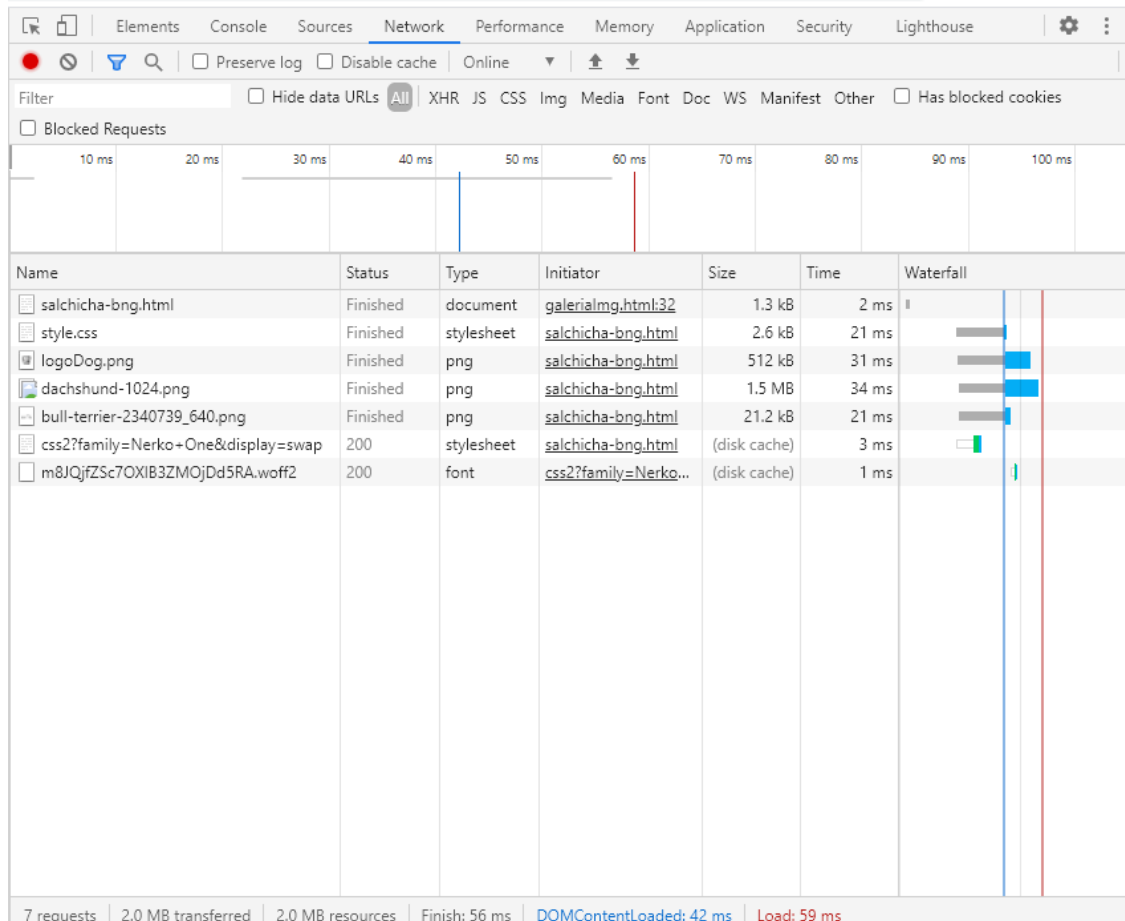 Elements Console Sources Network Performance Memory Application Security Lighthouse
Preserve log Disable cache Online
Filter Hide data URLs All XHR JS CSS Img Media Font Doc WS Manifest Other Has blocked cookies
Blocked Requests
10 ms 20 ms 30 ms 40 ms 50 ms 60 ms 70 ms 80 ms 90 ms 100 ms
Name Status Type Initiator Size Time Waterfall
salchicha-bng.html Finished document galeriaImg.html:32 1.3 kB 2 ms
style.css Finished stylesheet salchicha-bng.html 2.6 kB 21 ms
logoDog.png Finished png salchicha-bng.html 512 kB 31 ms
dachshund-1024.png Finished png salchicha-bng.html 1.5 MB 34 ms
bull-terrier-2340739_640.png Finished png salchicha-bng.html 21.2 kB 21 ms
css2?family=Nerko+One&display=swap 200 stylesheet salchicha-bng.html (disk cache) 3 ms
m8JQjfZSc7OXlB3ZMOjDd5RA.woff2 200 font css2?family=Nerko... (disk cache) 1 ms
7 requests 2.0 MB transferred 2.0 MB resources Finish: 56 ms DOMContentLoaded: 42 ms Load: 59 ms